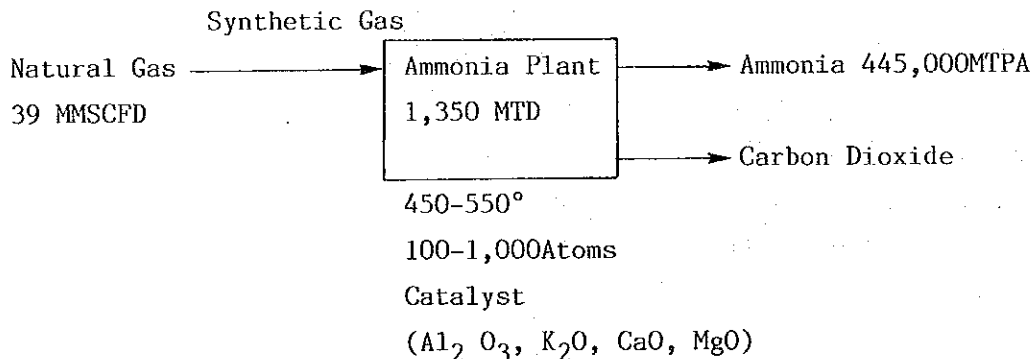 Synthetic Gas
Natural Gas
39 MMSCFD
Ammonia Plant
1,350 MTD
Ammonia 445,000MTPA
Carbon Dioxide
450-550°
100-1,000Atoms
Catalyst
(Al₂ O₃, K₂O, CaO, MgO)